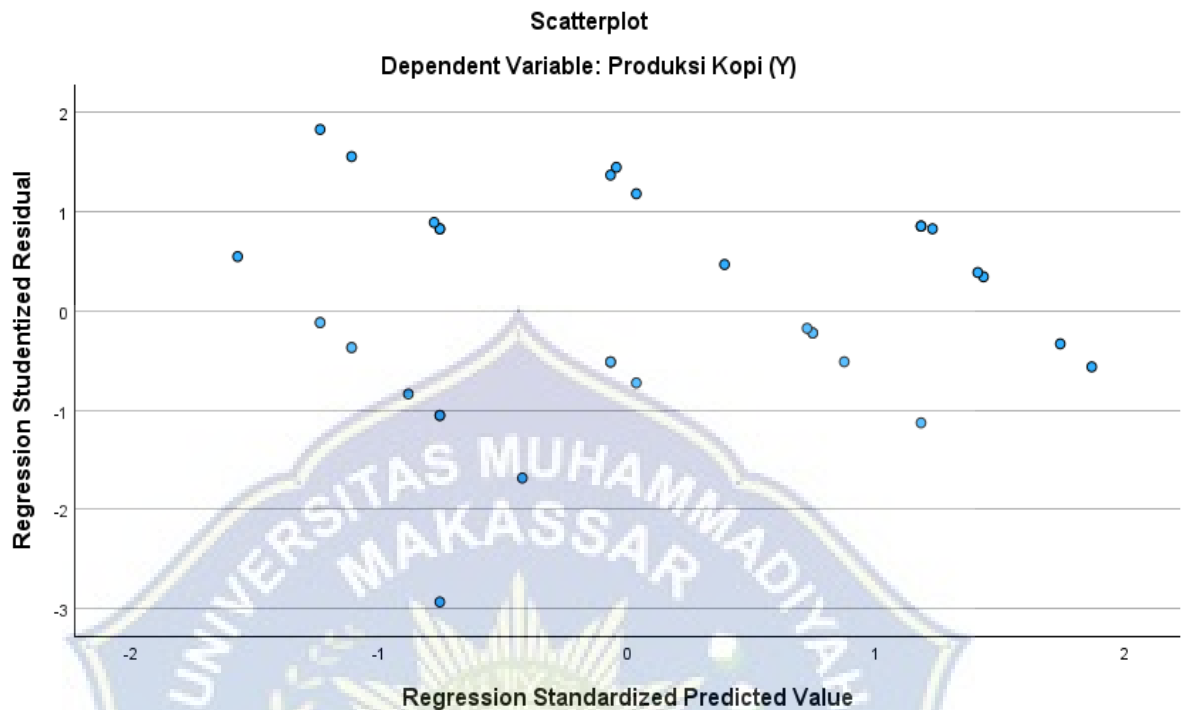 Scatterplot
Dependent Variable: Produksi Kopi (Y)
Regression Studentized Residual
2
1
0
-1
-2
-3
-2 -1 0 1 2
Regression Standardized Predicted Value
UNIVERSITAS MUHAMMADIYAH
MAKASSAR